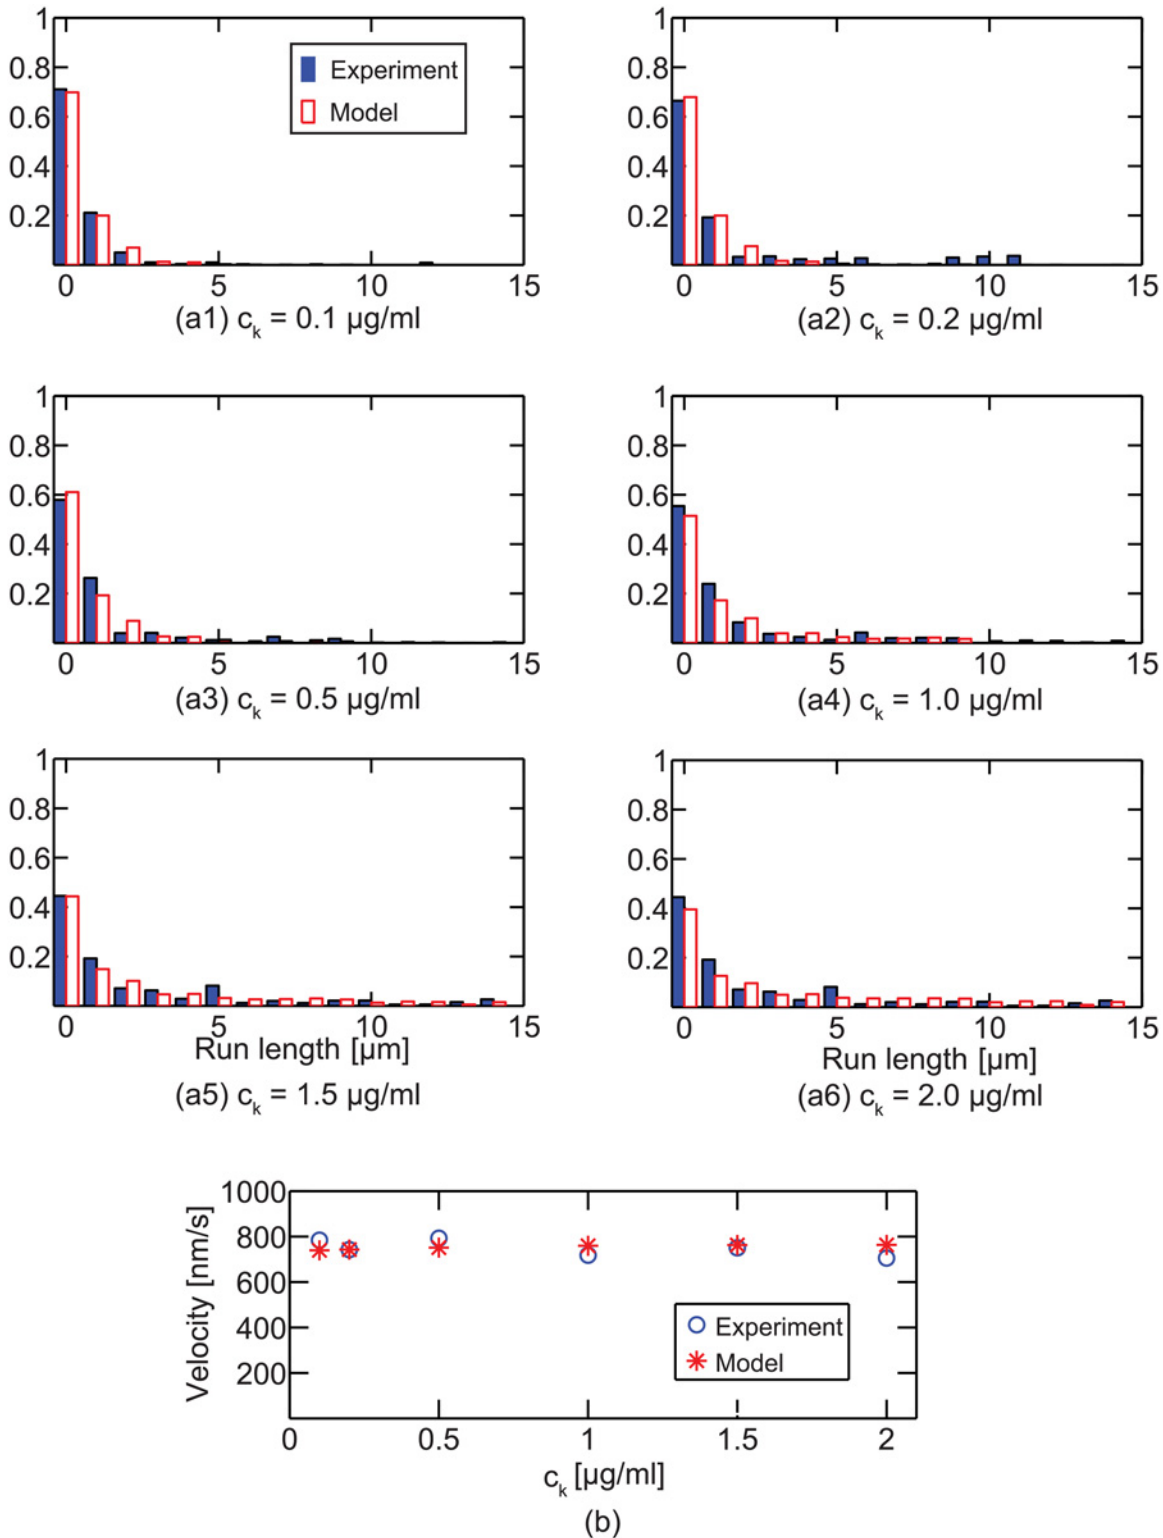 1
0.8
0.6
0.4
0.2
0 5 10 15
Experiment
Model
(a1) cₖ = 0.1 µg/ml
1
0.8
0.6
0.4
0.2
0 5 10 15
(a2) cₖ = 0.2 µg/ml
1
0.8
0.6
0.4
0.2
0 5 10 15
(a3) cₖ = 0.5 µg/ml
1
0.8
0.6
0.4
0.2
0 5 10 15
(a4) cₖ = 1.0 µg/ml
1
0.8
0.6
0.4
0.2
0 5 10 15
Run length [µm]
(a5) cₖ = 1.5 µg/ml
1
0.8
0.6
0.4
0.2
0 5 10 15
Run length [µm]
(a6) cₖ = 2.0 µg/ml
Velocity [nm/s]
1000
800
600
400
200
Experiment
Model
0 0.5 1 1.5 2
cₖ [µg/ml]
(b)